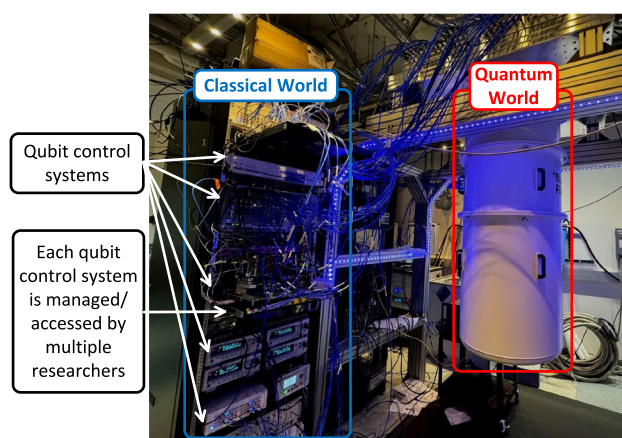 Classical World
Quantum
World
Qubit control
systems
Each qubit
control system
is managed/
accessed by
multiple
researchers